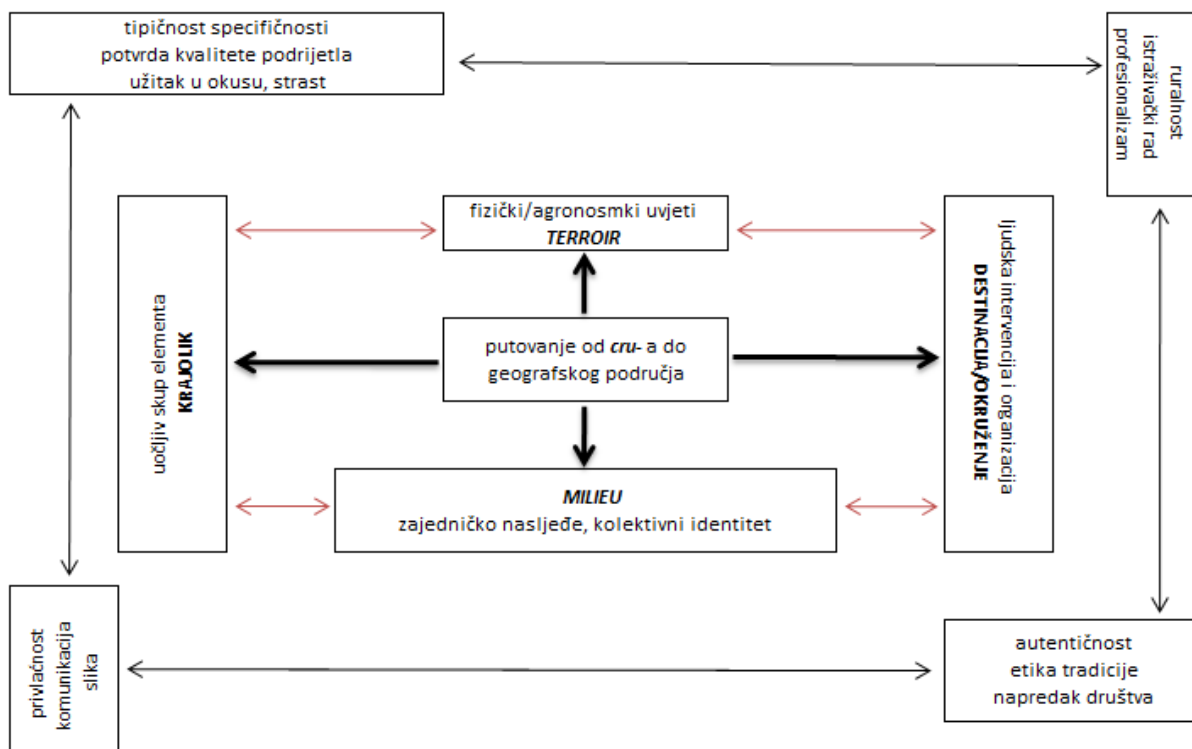 tipičnost specifičnosti
potvrda kvalitete podrijetla
užitak u okusu, strast
ruralnost
istraživački rad
profesionalizam
fizički/agronosmki uvjeti
TERROIR
uočljiv skup elementa
KRAJOLIK
putovanje od cru- a do
geografskog područja
ljudska intervencija i organizacija
DESTINACIJA/OKRUŽENJE
MILIEU
zajedničko nasljeđe, kolektivni identitet
privlačnost
komunikacija
slika
autentičnost
etika tradicije
napredak društva